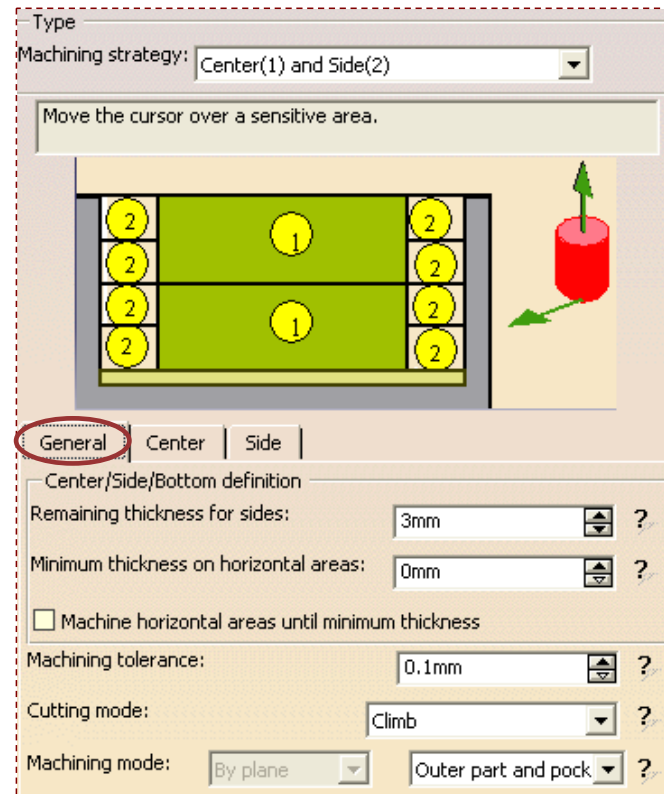 Type
Machining strategy: Center(1) and Side(2)
Move the cursor over a sensitive area.
2 1 2
2 2
2 1 2
2 2
General Center Side
Center/Side/Bottom definition
Remaining thickness for sides: 3mm ?
Minimum thickness on horizontal areas: 0mm ?
Machine horizontal areas until minimum thickness
Machining tolerance: 0.1mm ?
Cutting mode: Climb ?
Machining mode: By plane Outer part and pock ?